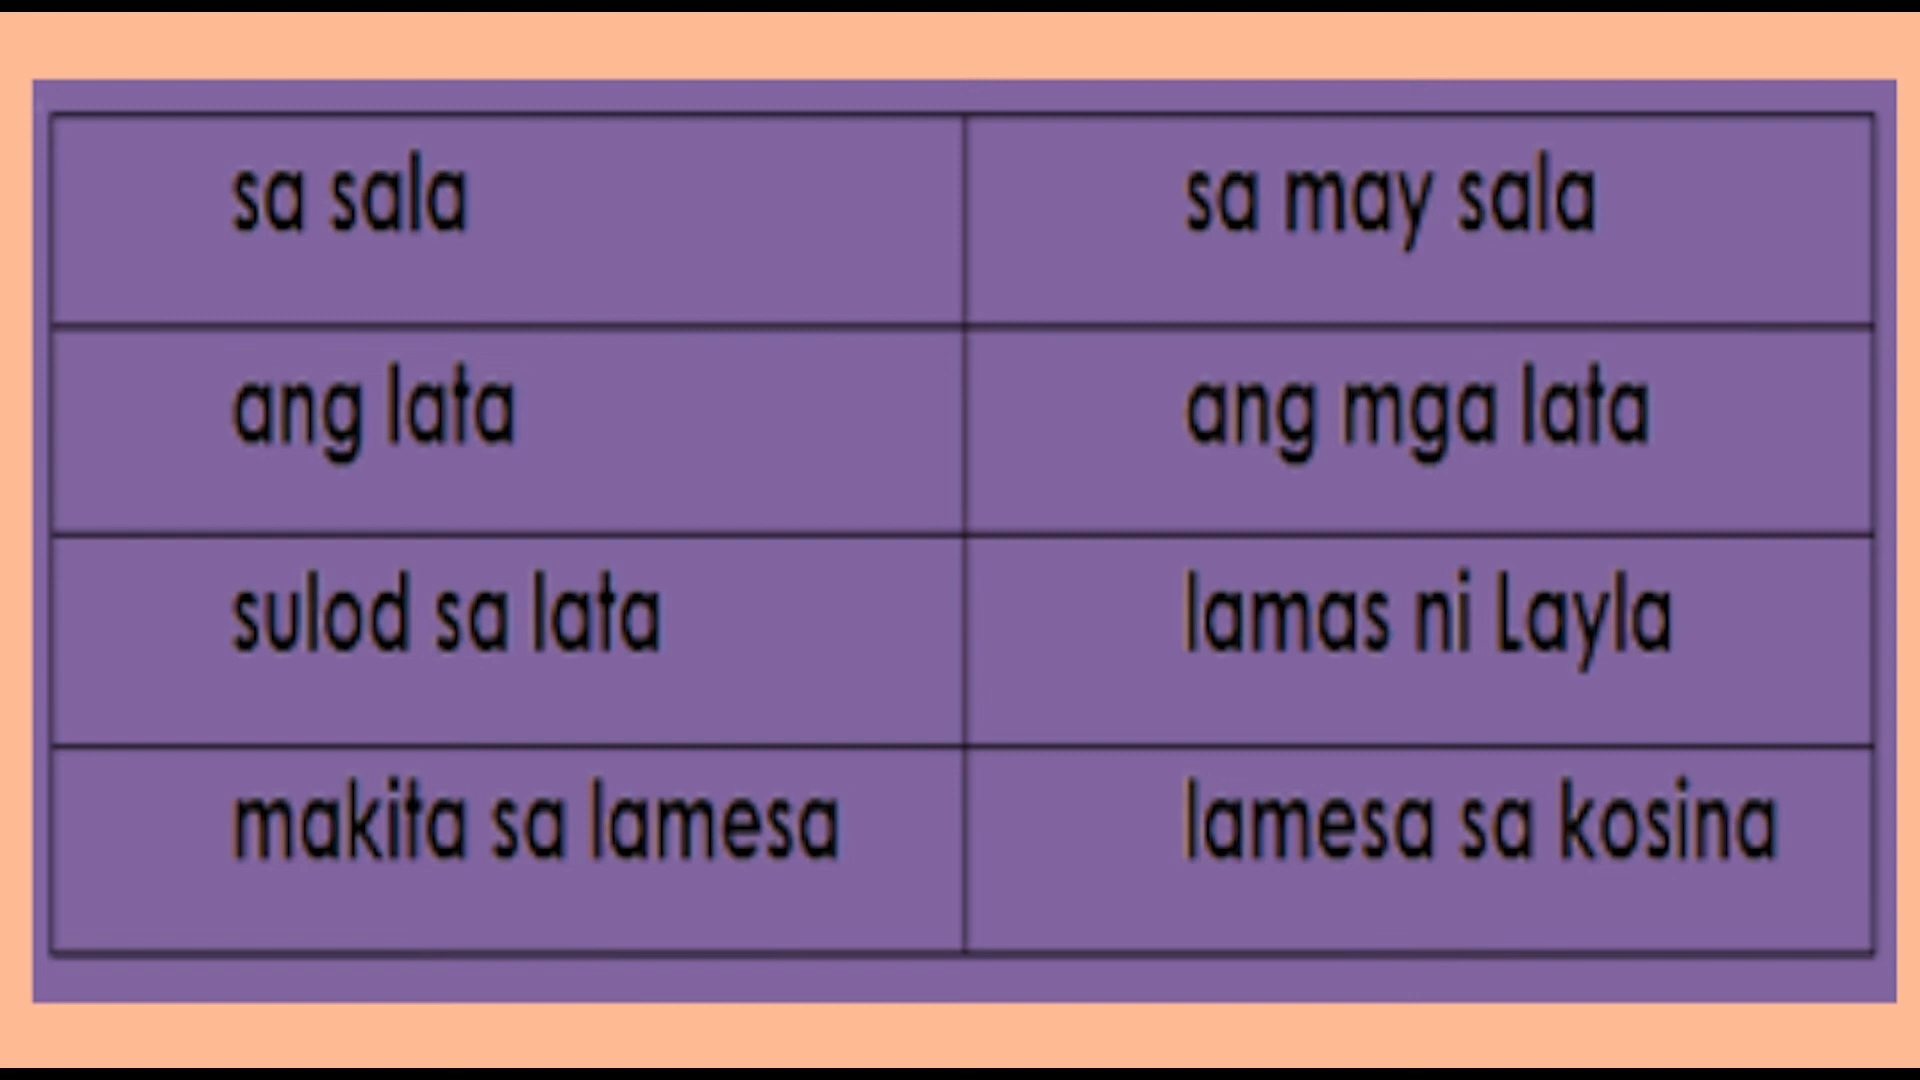 sa sala
sa may sala
ang lata
ang mga lata
sulod sa lata
lamas ni Layla
makita sa lamesa
lamesa sa kosina